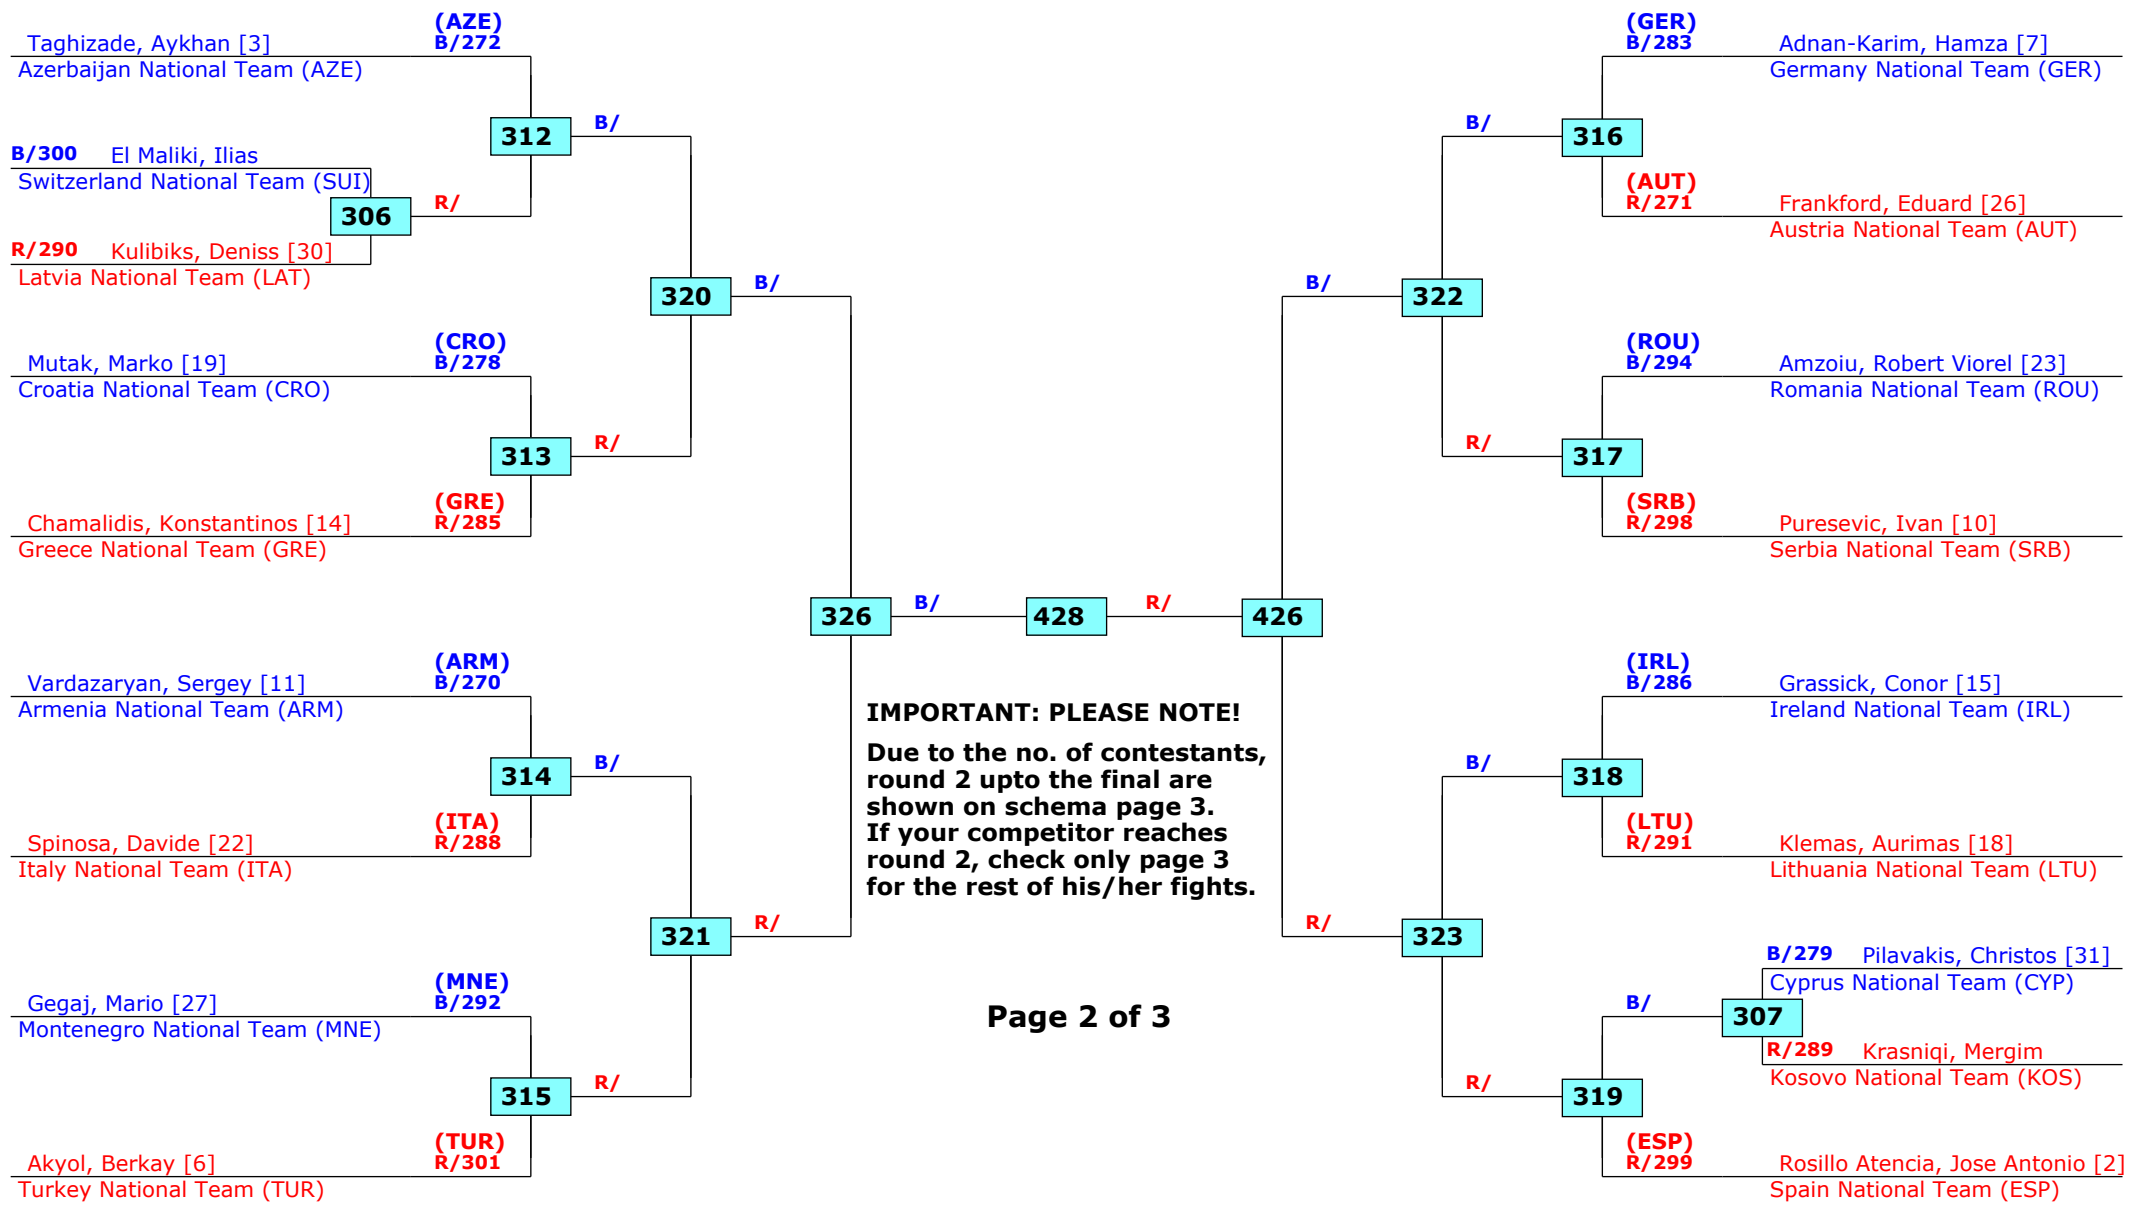 (AZE)
Taghizade, Aykhan [3] B/272
Azerbaijan National Team (AZE)
312 B/
B/300 El Maliki, Ilias
Switzerland National Team (SUI)
306 R/
R/290 Kulibiks, Deniss [30]
Latvia National Team (LAT)
320 B/
(CRO)
Mutak, Marko [19] B/278
Croatia National Team (CRO)
313 R/
(GRE)
Chamalidis, Konstantinos [14] R/285
Greece National Team (GRE)
326 B/ 428 R/ 426
(ARM)
Vardazaryan, Sergey [11] B/270
Armenia National Team (ARM)
314 B/
(ITA)
Spinosa, Davide [22] R/288
Italy National Team (ITA)
321 R/
(MNE)
Gegaj, Mario [27] B/292
Montenegro National Team (MNE)
315 R/
(TUR)
Akyol, Berkay [6] R/301
Turkey National Team (TUR)
IMPORTANT: PLEASE NOTE!
Due to the no. of contestants,
round 2 upto the final are
shown on schema page 3.
If your competitor reaches
round 2, check only page 3
for the rest of his/her fights.
Page 2 of 3
(GER)
B/283 Adnan-Karim, Hamza [7]
Germany National Team (GER)
B/ 316
(AUT)
R/271 Frankford, Eduard [26]
Austria National Team (AUT)
B/ 322
(ROU)
B/294 Amzoiu, Robert Viorel [23]
Romania National Team (ROU)
R/ 317
(SRB)
R/298 Puresevic, Ivan [10]
Serbia National Team (SRB)
(IRL)
B/286 Grassick, Conor [15]
Ireland National Team (IRL)
B/ 318
(LTU)
R/291 Klemas, Aurimas [18]
Lithuania National Team (LTU)
R/ 323
B/279 Pilavakis, Christos [31]
Cyprus National Team (CYP)
B/ 307
R/289 Krasniqi, Mergim
Kosovo National Team (KOS)
R/ 319
(ESP)
R/299 Rosillo Atencia, Jose Antonio [2]
Spain National Team (ESP)